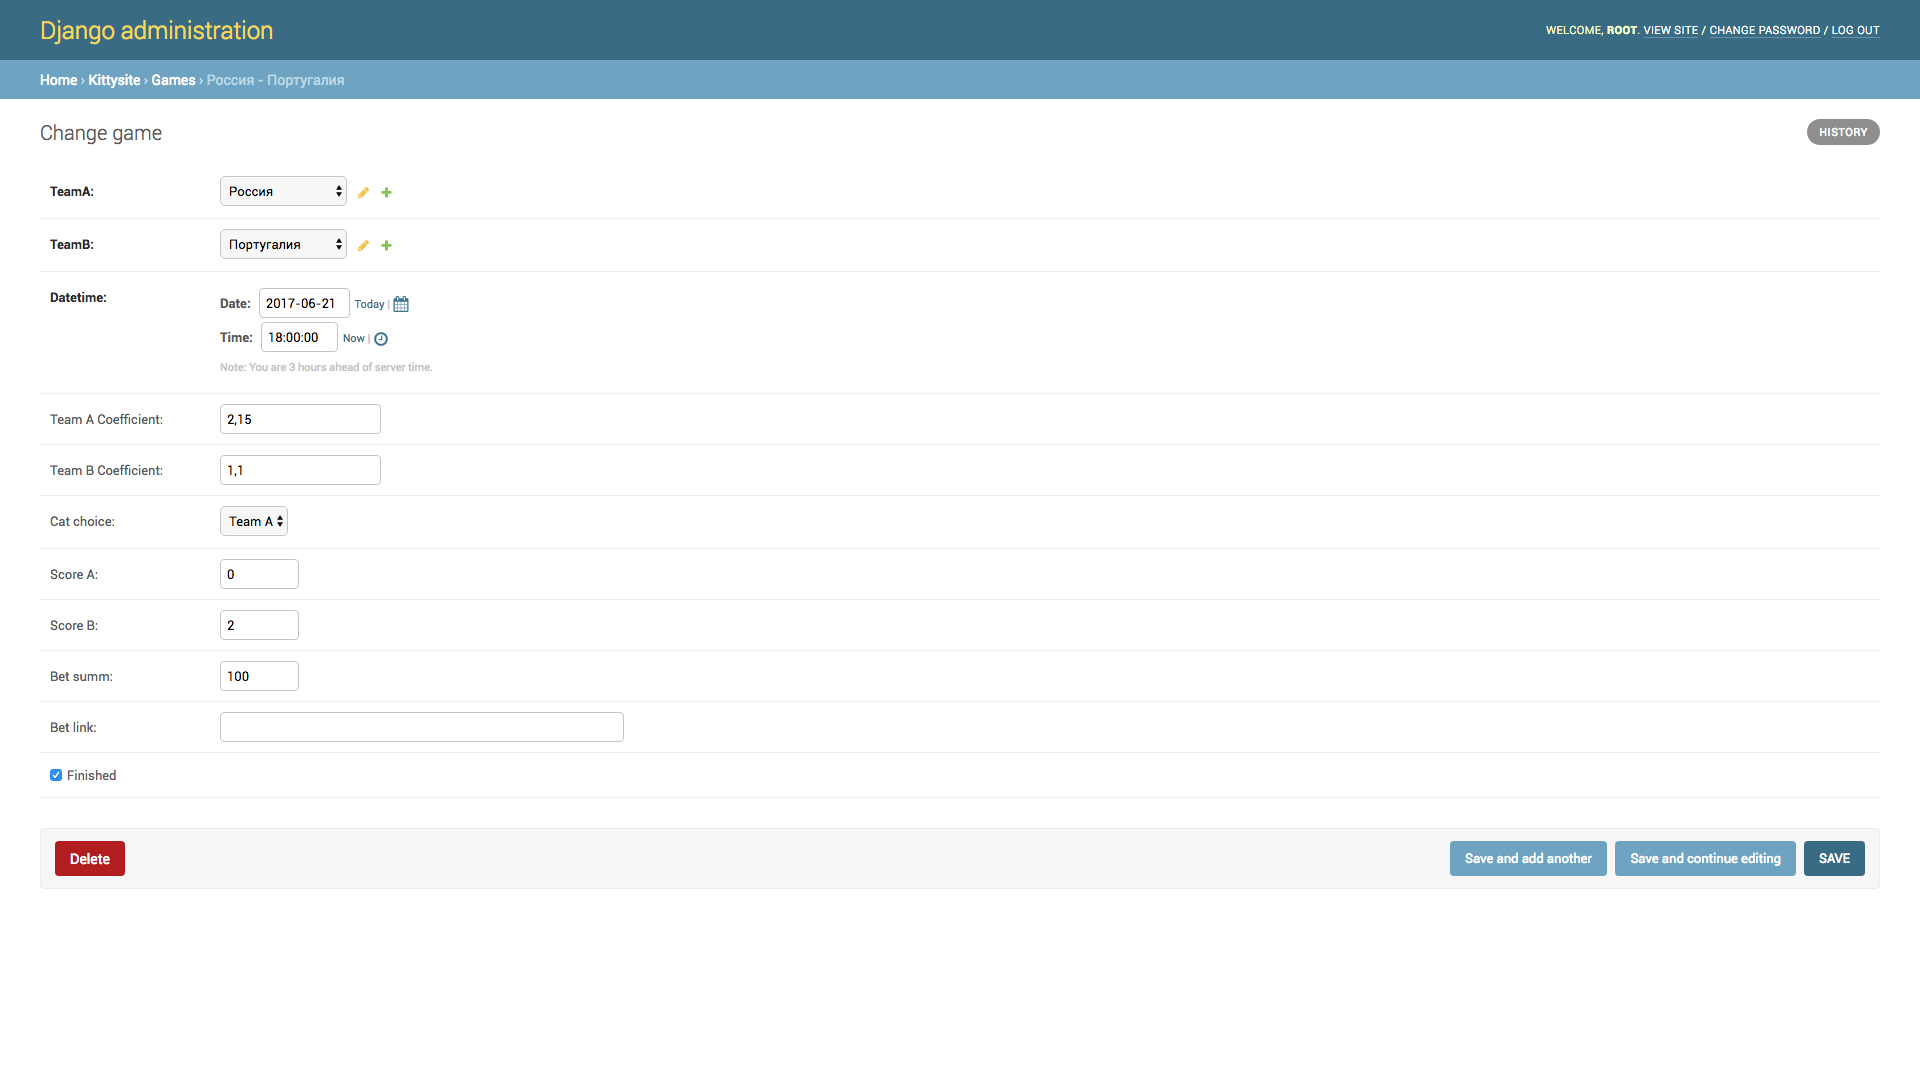 Django administration
WELCOME, ROOT. VIEW SITE / CHANGE PASSWORD / LOG OUT
Home › Kittysite › Games › Россия - Португалия
Change game
HISTORY
TeamA: Россия
TeamB: Португалия
Datetime: Date: 2017-06-21 Today |
Time: 18:00:00 Now |
Note: You are 3 hours ahead of server time.
Team A Coefficient: 2,15
Team B Coefficient: 1,1
Cat choice: Team A
Score A: 0
Score B: 2
Bet summ: 100
Bet link:
Finished
Delete Save and add another Save and continue editing SAVE